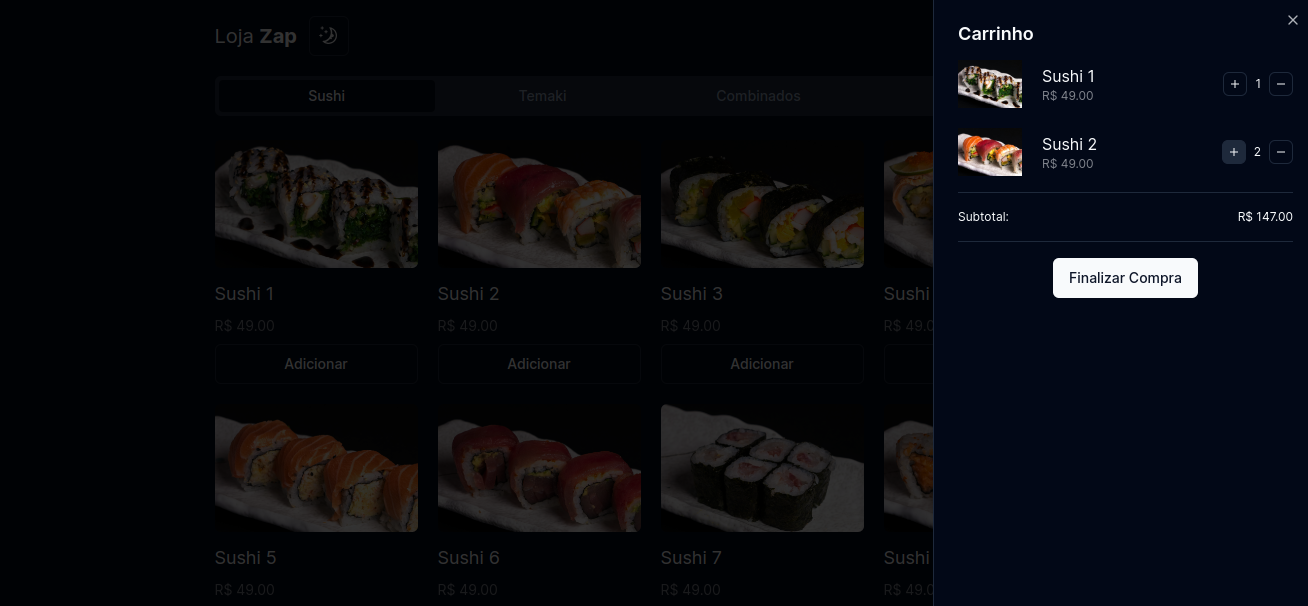 Loja Zap
Sushi
Temaki
Combinados
Sushi 1
R$ 49.00
Adicionar
Sushi 2
R$ 49.00
Adicionar
Sushi 3
R$ 49.00
Adicionar
Sushi
R$ 49.0
Sushi 5
R$ 49.00
Sushi 6
R$ 49.00
Sushi 7
R$ 49.00
Sushi
R$ 49.0
Carrinho
Sushi 1
R$ 49.00
+ 1 −
Sushi 2
R$ 49.00
+ 2 −
Subtotal: R$ 147.00
Finalizar Compra